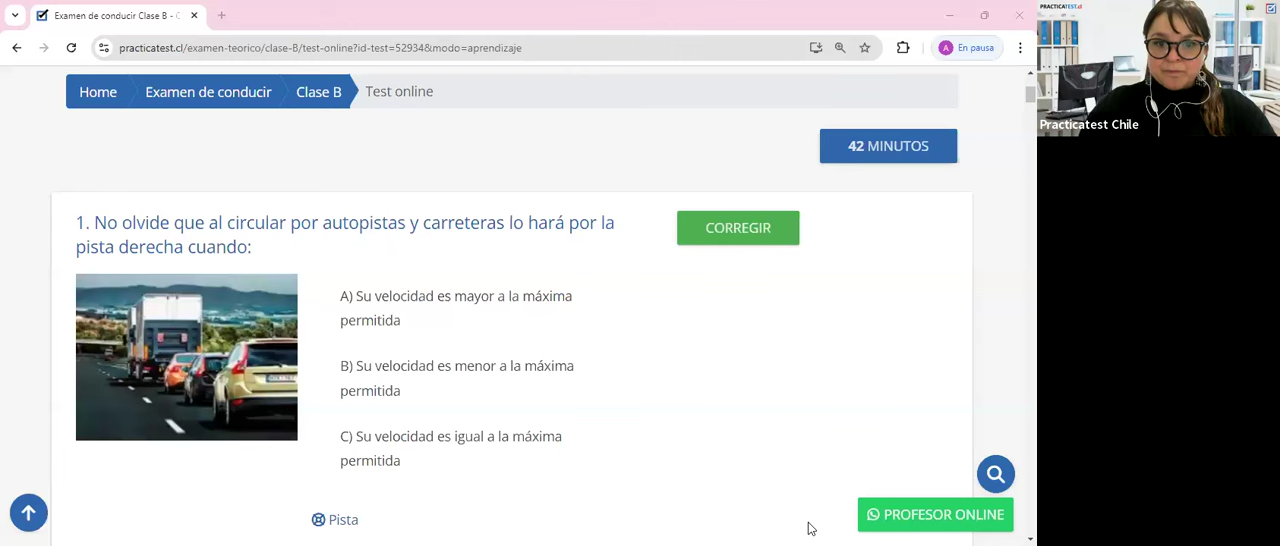 Examen de conducir Clase B - C
practicatest.cl/examen-teorico/clase-B/test-online?id-test=52934&modo=aprendizaje
A En pausa
PRACTICATEST.cl
Practicatest Chile
Home Examen de conducir Clase B Test online
42 MINUTOS
1. No olvide que al circular por autopistas y carreteras lo hará por la
pista derecha cuando:
CORREGIR
A) Su velocidad es mayor a la máxima
permitida
B) Su velocidad es menor a la máxima
permitida
C) Su velocidad es igual a la máxima
permitida
Pista
PROFESOR ONLINE